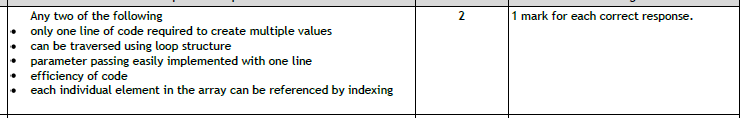 Any two of the following
• only one line of code required to create multiple values
• can be traversed using loop structure
• parameter passing easily implemented with one line
• efficiency of code
• each individual element in the array can be referenced by indexing
2
1 mark for each correct response.